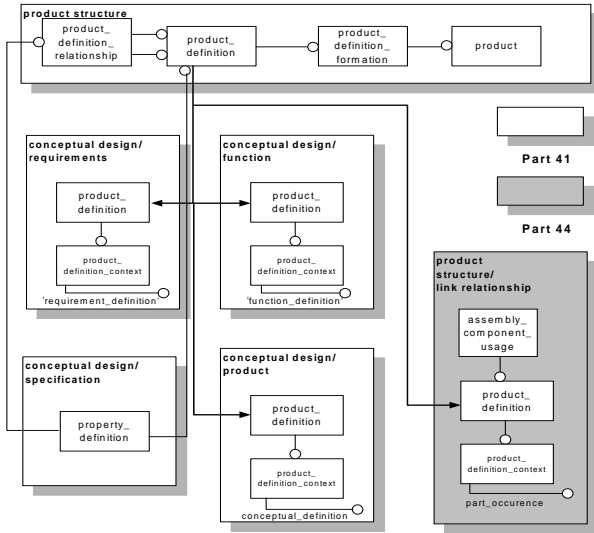 product structure
product_
definition_
relationship
product_
definition
product_
definition_
formation
product
conceptual design/
requirements
product_
definition
product_
definition_context
'requirement_definition'
conceptual design/
function
product_
definition
product_
definition_context
'function_definition'
Part 41
Part 44
product
structure/
link relationship
assembly_
component_
usage
product_
definition
product_
definition_context
part_occurence
conceptual design/
specification
property_
definition
conceptual design/
product
product_
definition
product_
definition_context
conceptual_definition